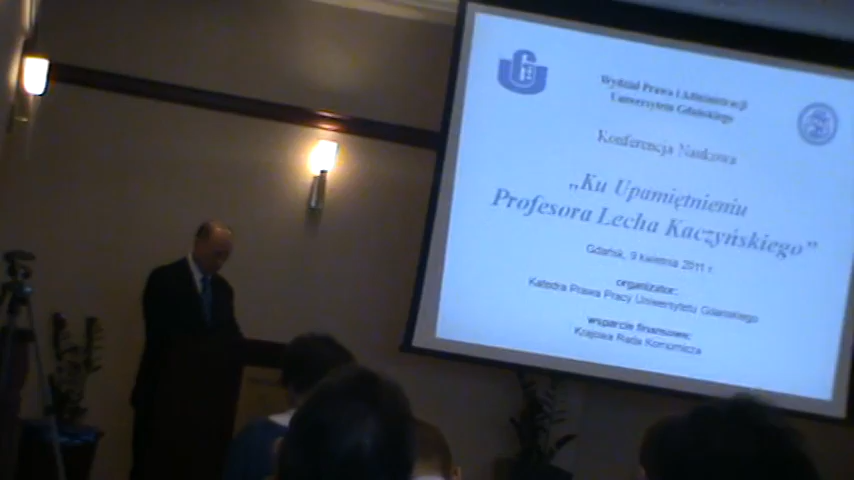 Wydział Prawa i Administracji
Uniwersytetu Gdańskiego
Konferencja Naukowa
„Ku Upamiętnieniu
Profesora Lecha Kaczyńskiego”
Gdańsk, 9 kwietnia 2011 r.
organizator:
Katedra Prawa Pracy Uniwersytetu Gdańskiego
wsparcie finansowe:
Krajowa Rada Komornicza